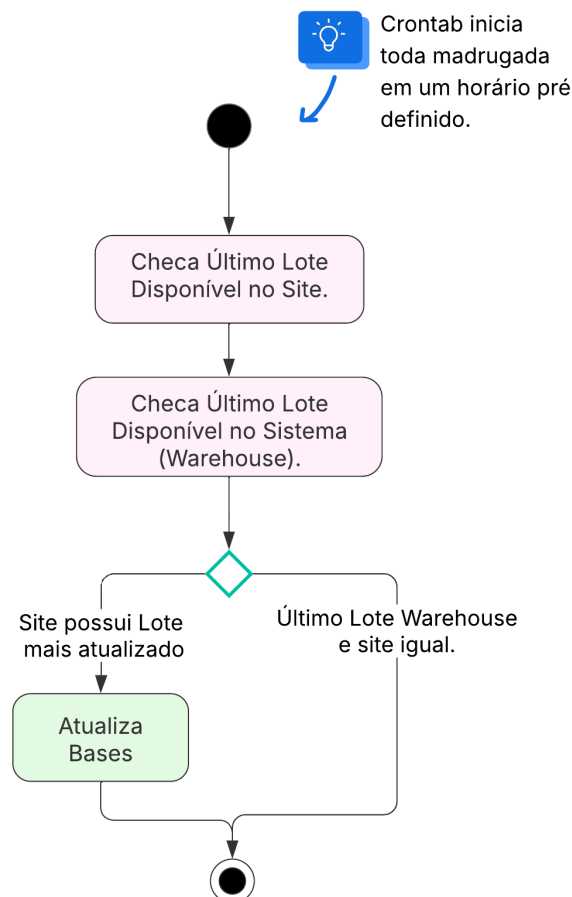 Crontab inicia
toda madrugada
em um horário pré
definido.
Checa Último Lote
Disponível no Site.
Checa Último Lote
Disponível no Sistema
(Warehouse).
Site possui Lote
mais atualizado
Último Lote Warehouse
e site igual.
Atualiza
Bases